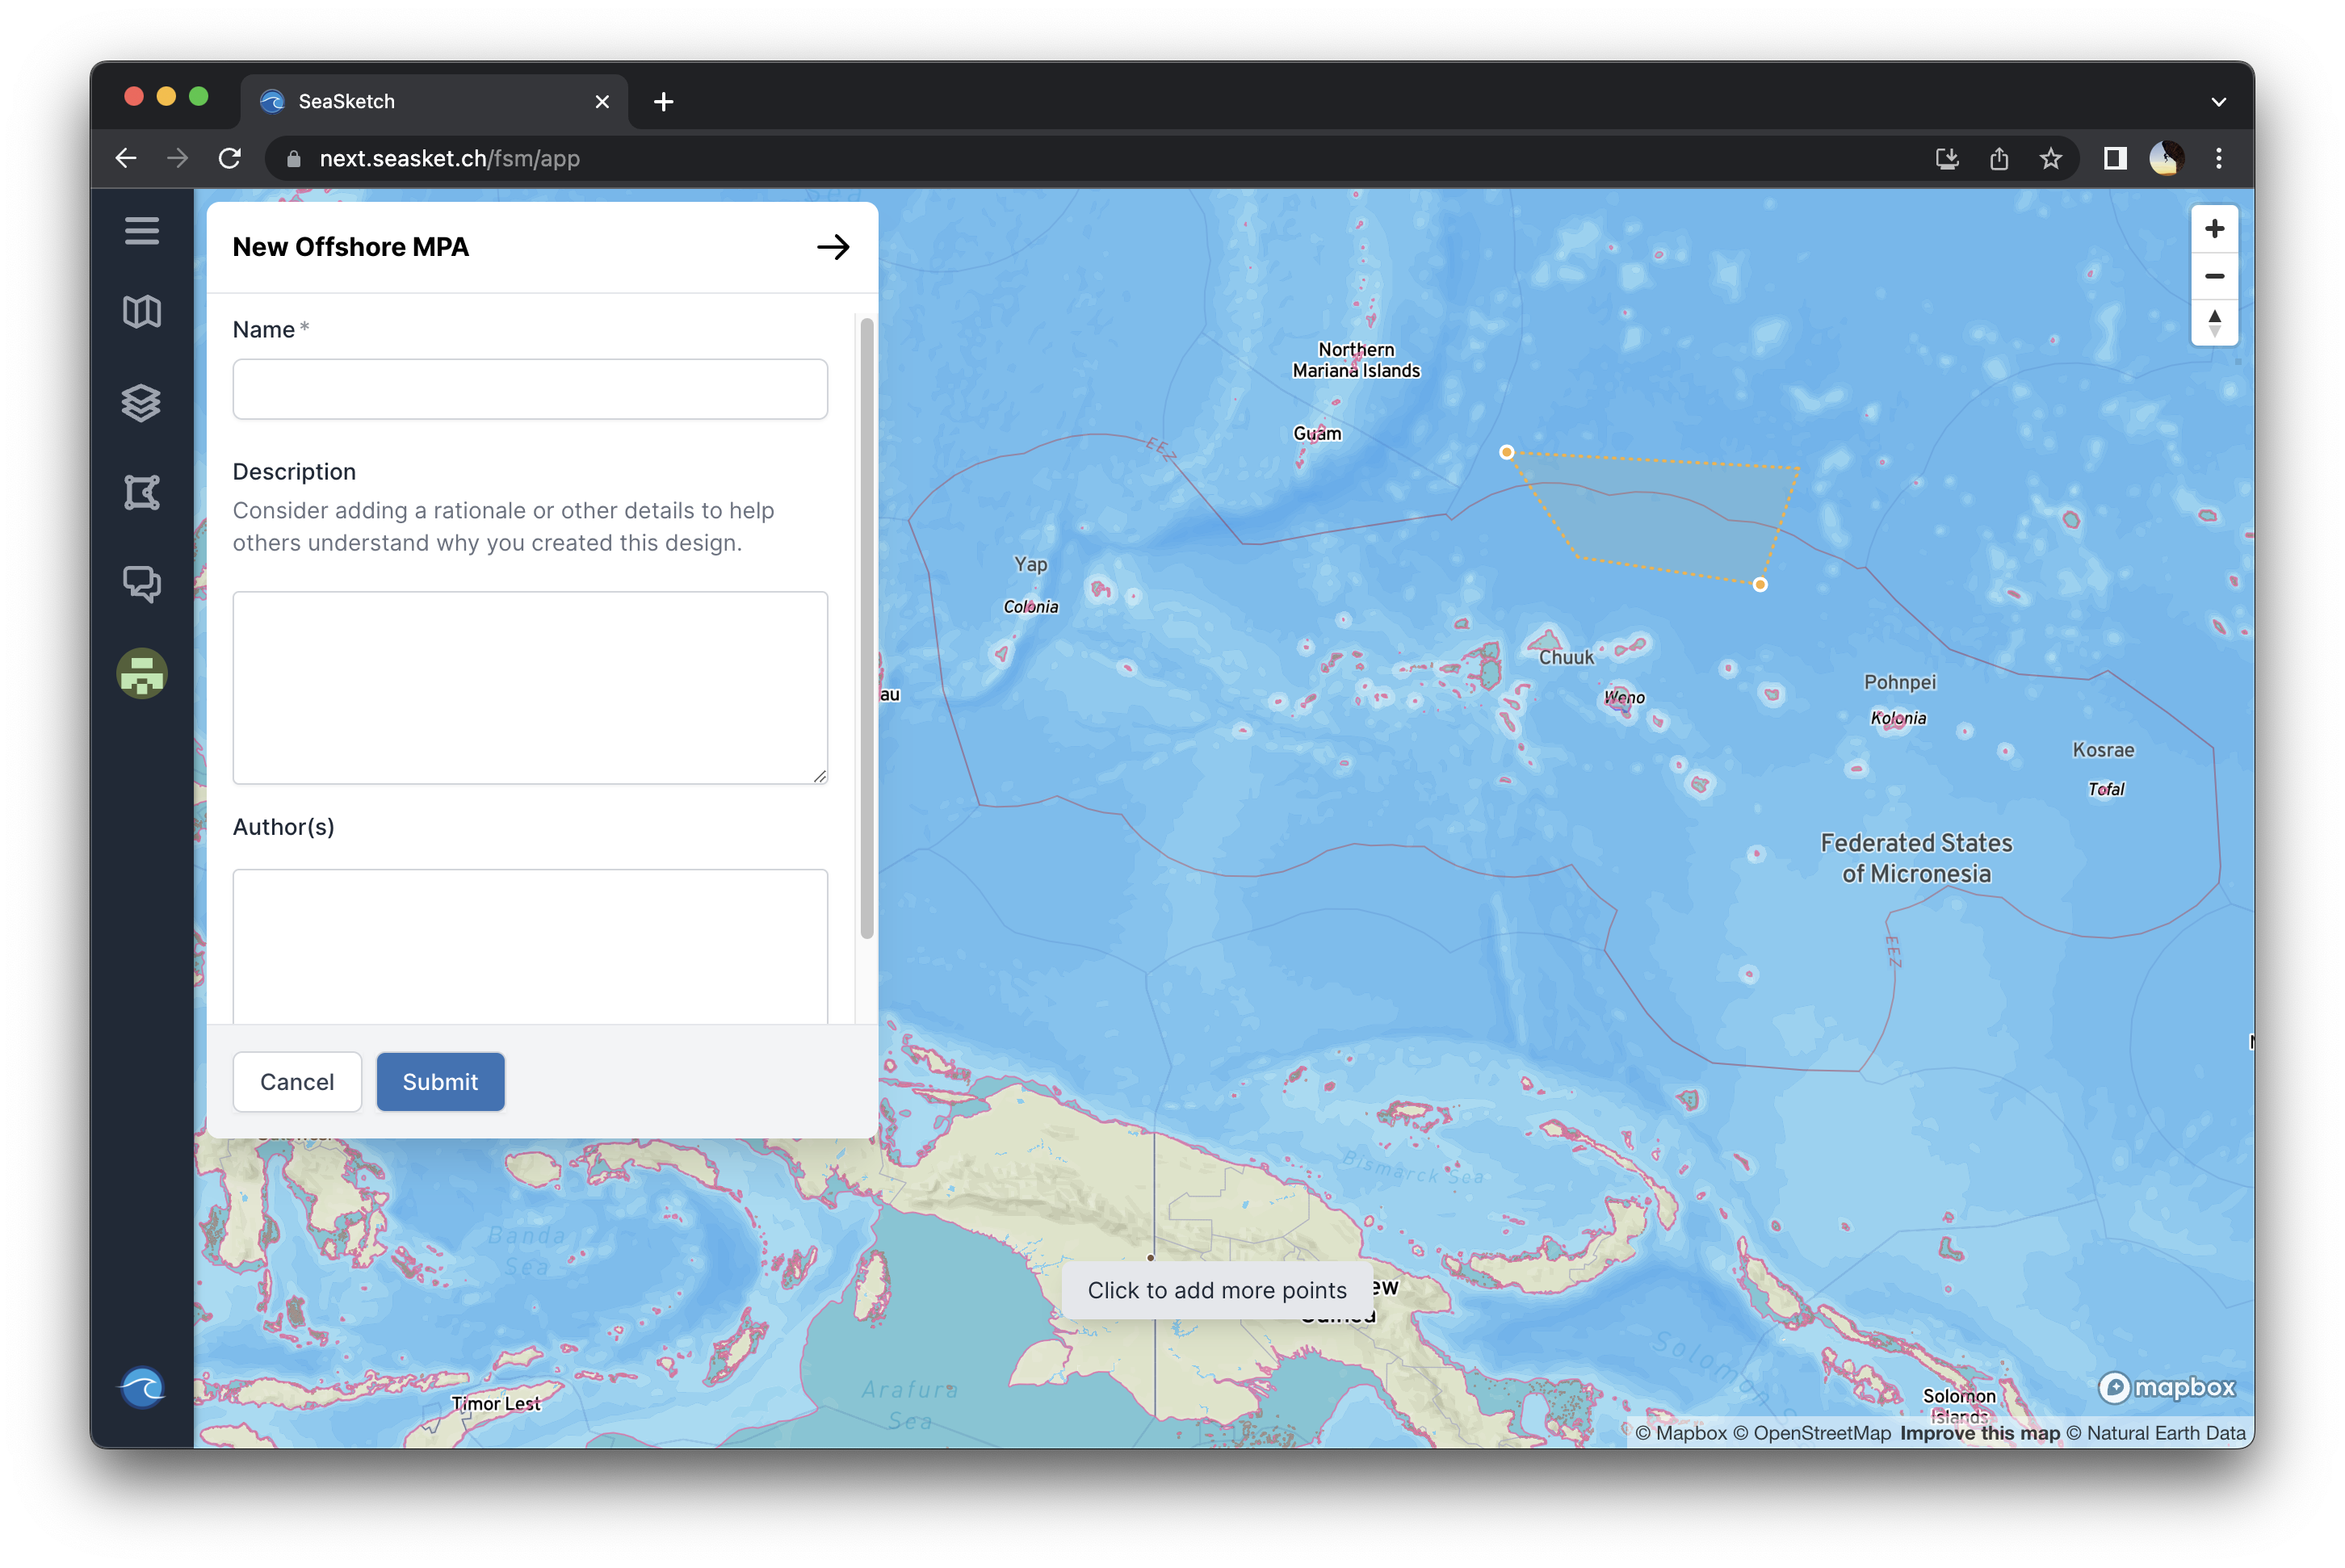 SeaSketch
next.seasket.ch/fsm/app
New Offshore MPA
Name *
Description
Consider adding a rationale or other details to help
others understand why you created this design.
Author(s)
Cancel
Submit
Northern
Mariana Islands
Guam
EEZ
Yap
Colonia
au
Chuuk
Weno
Pohnpei
Kolonia
Kosrae
Tofal
Federated States
of Micronesia
EEZ
Bismarck Sea
Banda
Sea
Click to add more points
ew
Guinea
Solomon S
Arafura
Sea
Timor Lest
Solomon
Islands
mapbox
© Mapbox © OpenStreetMap Improve this map © Natural Earth Data